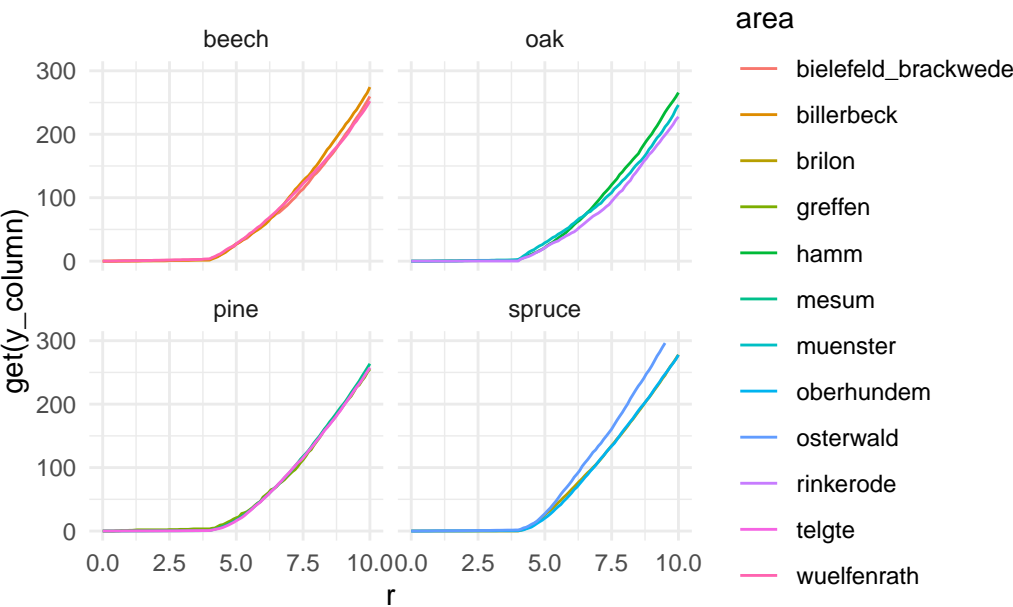 beech
oak
300
200
100
0
pine
spruce
300
200
100
0
0.0 2.5 5.0 7.5 10.0
0.0 2.5 5.0 7.5 10.0
r
get(y_column)
area
bielefeld_brackwede
billerbeck
brilon
greffen
hamm
mesum
muenster
oberhundem
osterwald
rinkerode
telgte
wuelfenrath